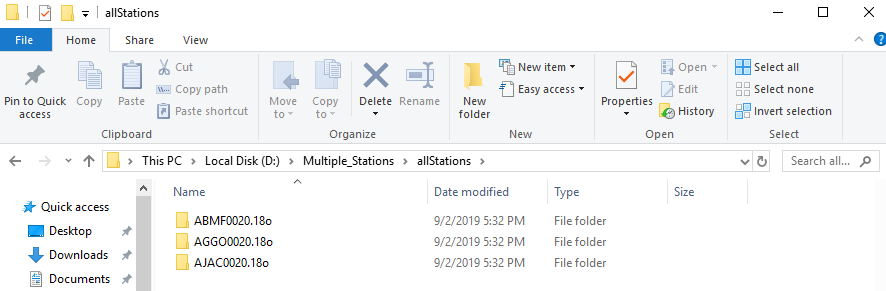 allStations
File Home Share View
Pin to Quick access
Copy
Paste
Cut
Copy path
Paste shortcut
Clipboard
Move to
Copy to
Delete
Rename
Organize
New folder
New item
Easy access
New
Properties
Open
Edit
History
Open
Select all
Select none
Invert selection
Select
This PC Local Disk (D:) Multiple_Stations allStations
Search all...
Quick access
Desktop
Downloads
Documents
Name Date modified Type Size
ABMF0020.18o 9/2/2019 5:32 PM File folder
AGGO0020.18o 9/2/2019 5:32 PM File folder
AJAC0020.18o 9/2/2019 5:32 PM File folder